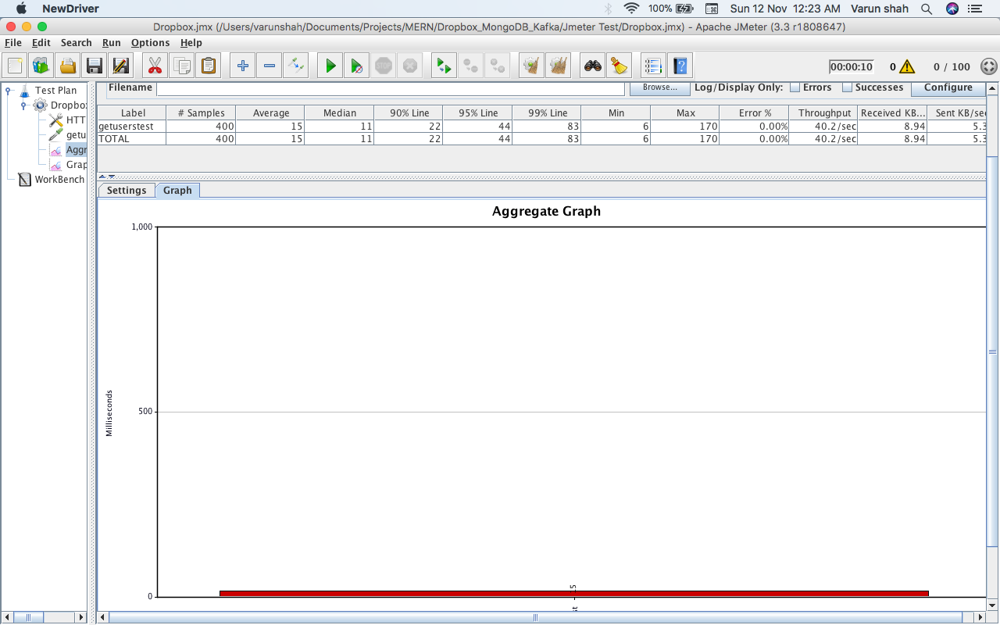 NewDriver 100% Sun 12 Nov 12:23 AM Varun shah
Dropbox.jmx (/Users/varunshah/Documents/Projects/MERN/Dropbox_MongoDB_Kafka/Jmeter Test/Dropbox.jmx) - Apache JMeter (3.3 r1808647)
File Edit Search Run Options Help
STOP 00:00:10 0 0 / 100
Test Plan
Dropbo
HTT
getu
Aggr
Grap
WorkBench
Filename Browse... Log/Display Only: Errors Successes Configure
Label # Samples Average Median 90% Line 95% Line 99% Line Min Max Error % Throughput Received KB... Sent KB/sec
getuserstest 400 15 11 22 44 83 6 170 0.00% 40.2/sec 8.94 5.3
TOTAL 400 15 11 22 44 83 6 170 0.00% 40.2/sec 8.94 5.3
Settings Graph
Aggregate Graph
1,000
500
0
Milliseconds
15